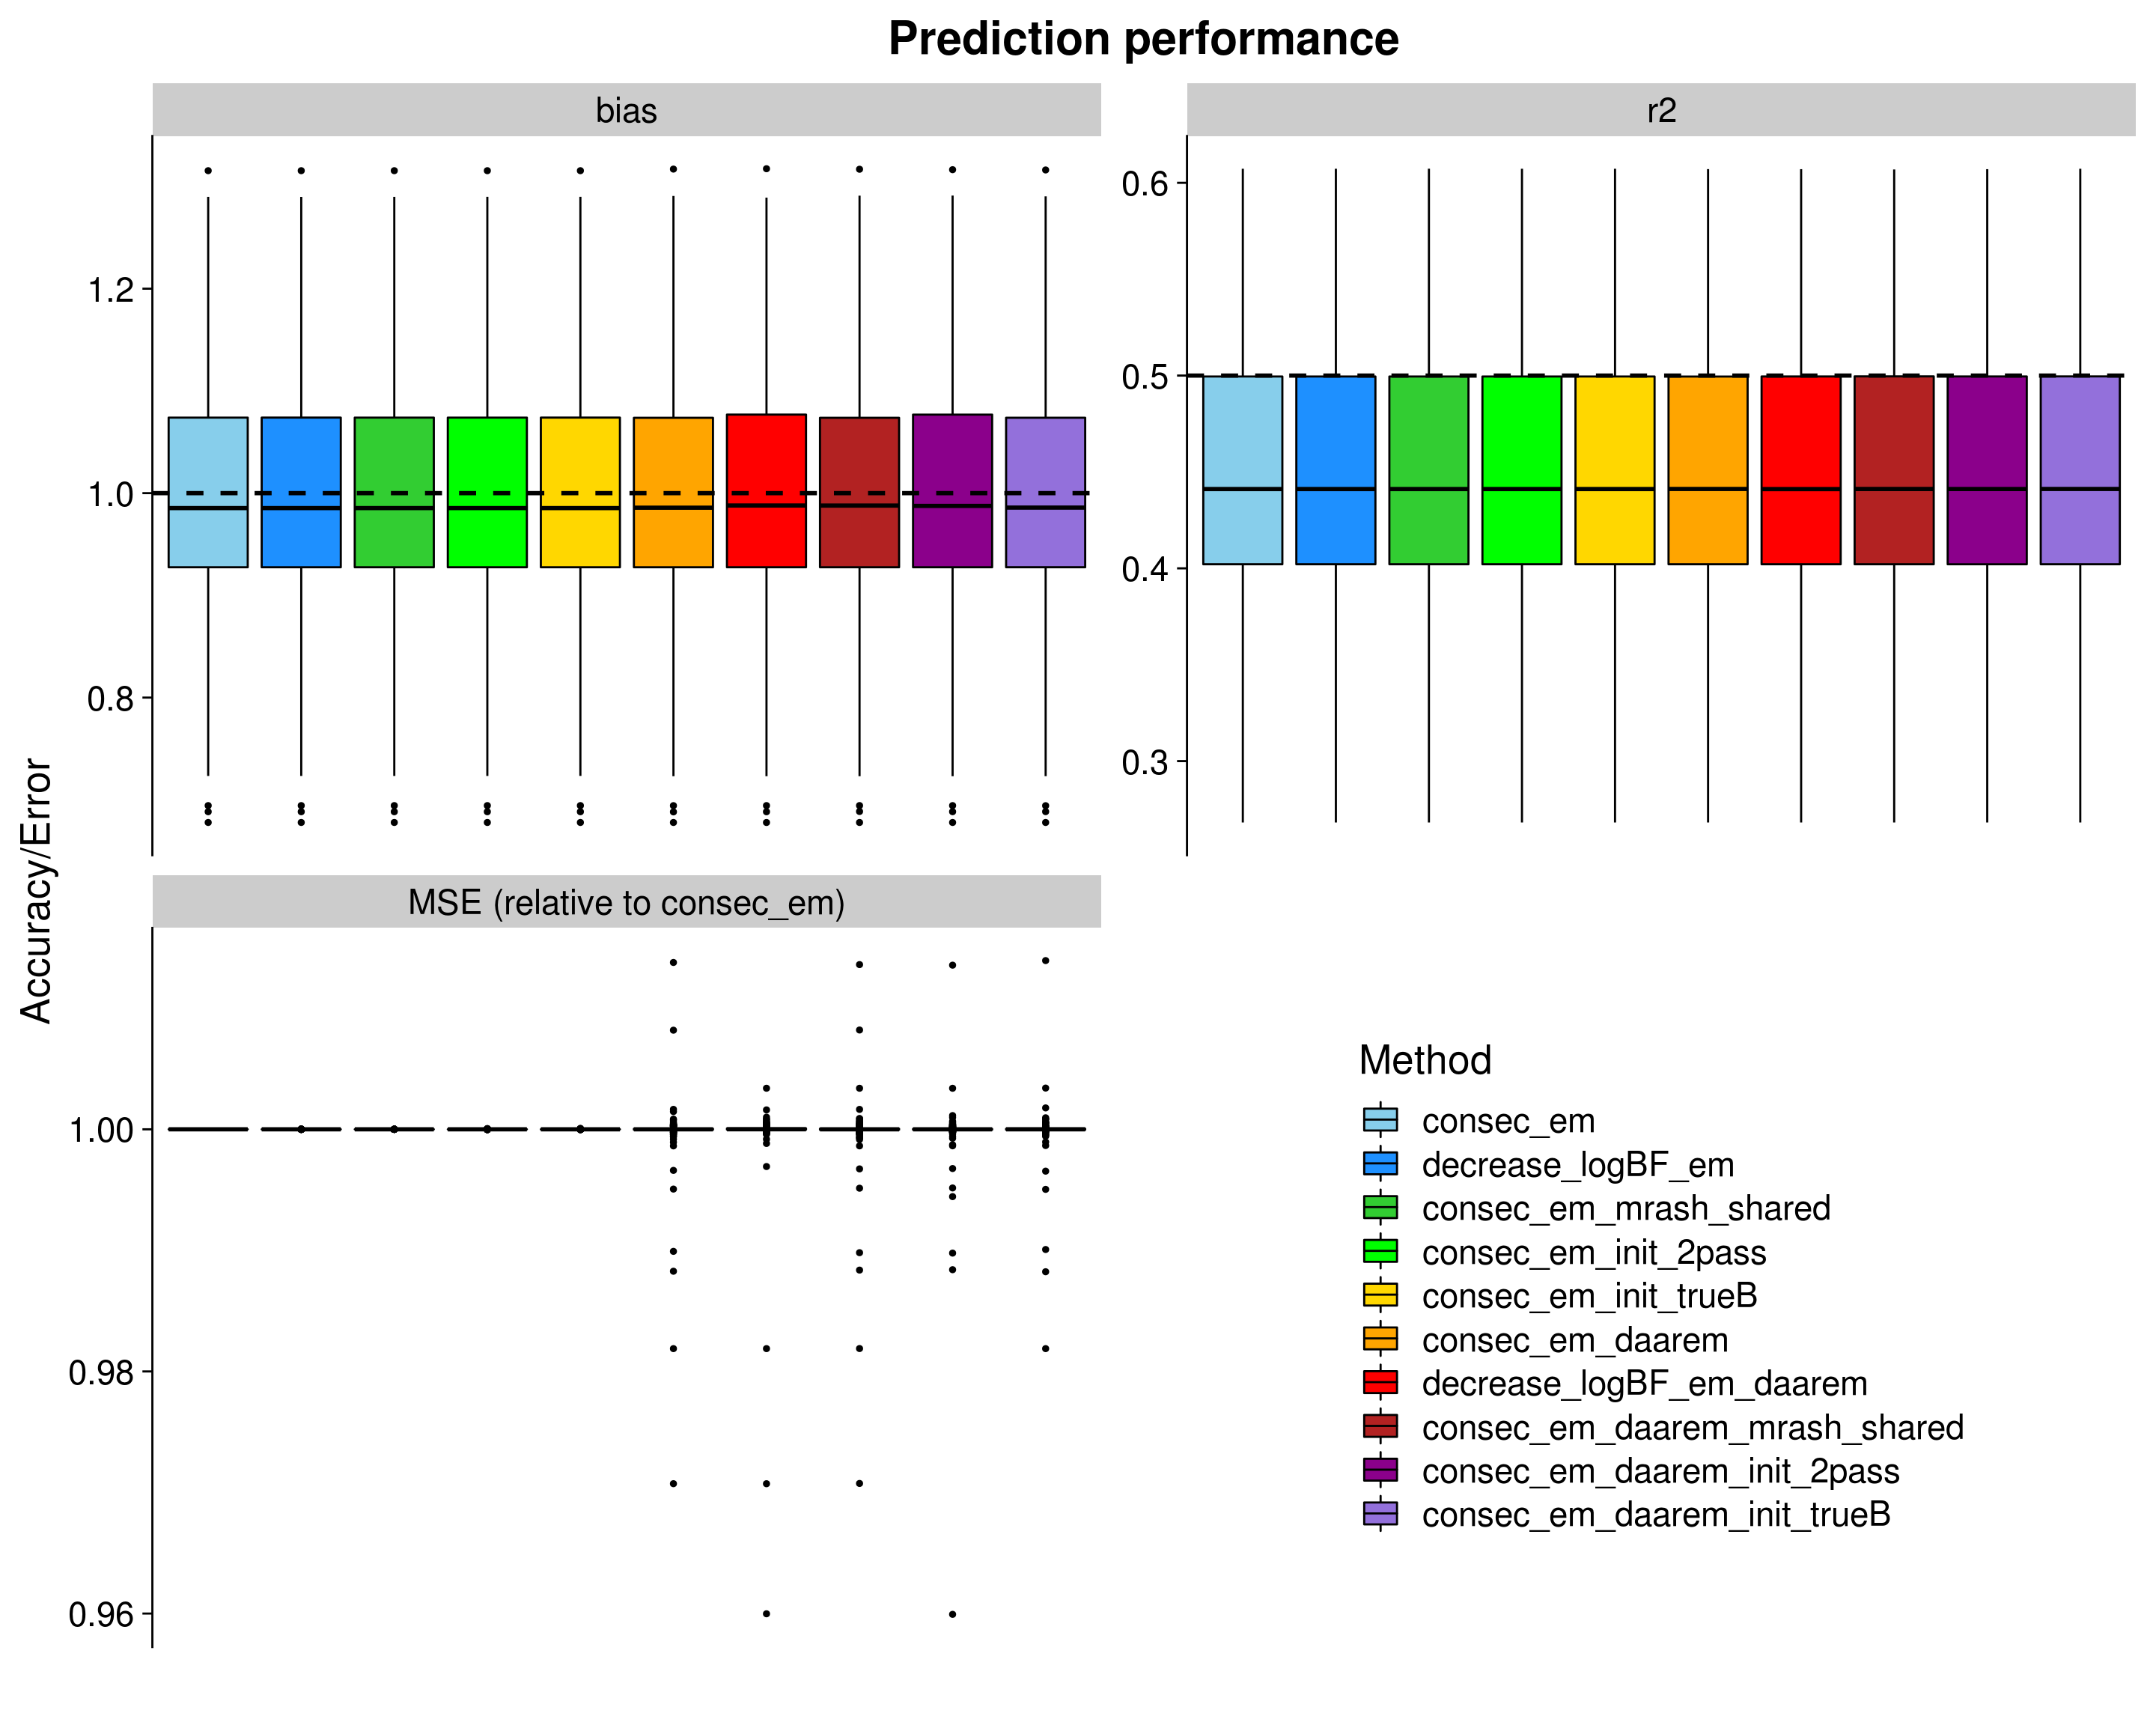 Prediction performance
bias
r2
1.2
1.0
0.8
0.6
0.5
0.4
0.3
Accuracy/Error
MSE (relative to consec_em)
1.00
0.98
0.96
Method
consec_em
decrease_logBF_em
consec_em_mrash_shared
consec_em_init_2pass
consec_em_init_trueB
consec_em_daarem
decrease_logBF_em_daarem
consec_em_daarem_mrash_shared
consec_em_daarem_init_2pass
consec_em_daarem_init_trueB